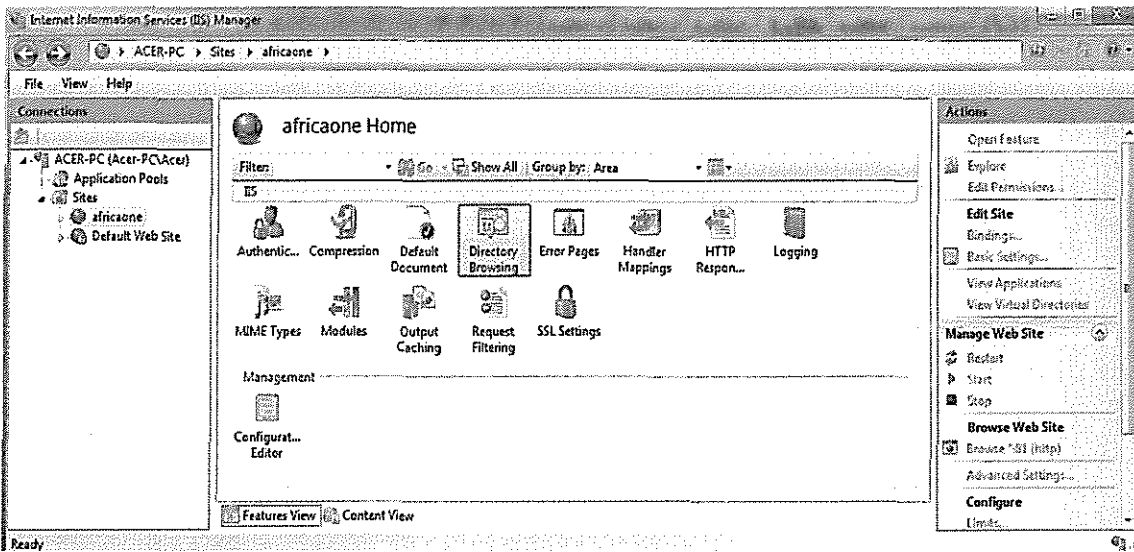 Internet Information Services (IIS) Manager
ACER-PC Sites africaone
File View Help
Connections
ACER-PC (Acer-PC\Acer)
Application Pools
Sites
africaone
Default Web Site
africaone Home
Filter: Go Show All Group by: Area
IIS
Authentic... Compression Default Document Directory Browsing Error Pages Handler Mappings HTTP Respon... Logging
MIME Types Modules Output Caching Request Filtering SSL Settings
Management
Configurat... Editor
Features View Content View
Actions
Open Feature
Explore
Edit Permissions...
Edit Site
Bindings...
Basic Settings...
View Applications
View Virtual Directories
Manage Web Site
Restart
Start
Stop
Browse Web Site
Browse *:81 (http)
Advanced Settings...
Configure
Limits...
Ready